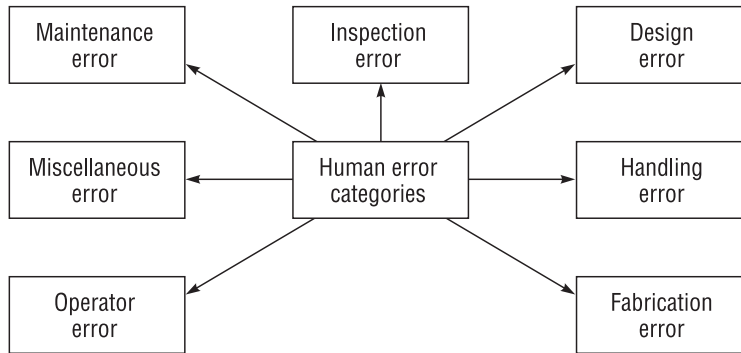 Maintenance
error
Inspection
error
Design
error
Miscellaneous
error
Human error
categories
Handling
error
Operator
error
Fabrication
error